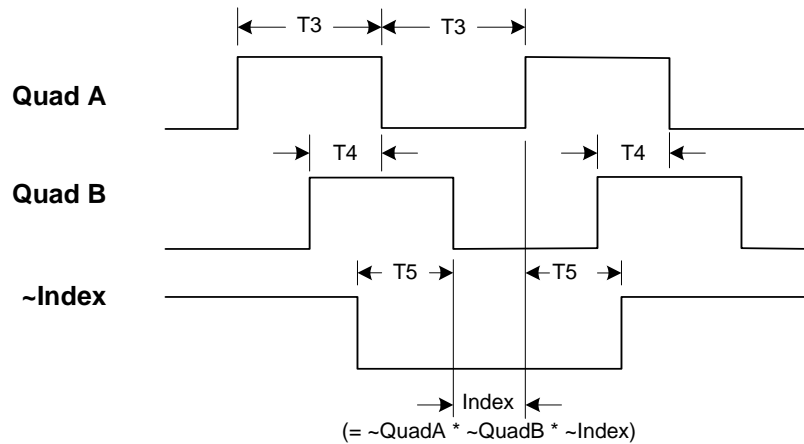 T3 T3
Quad A
T4 T4
Quad B
T5 T5
~Index
Index
(= ~QuadA * ~QuadB * ~Index)